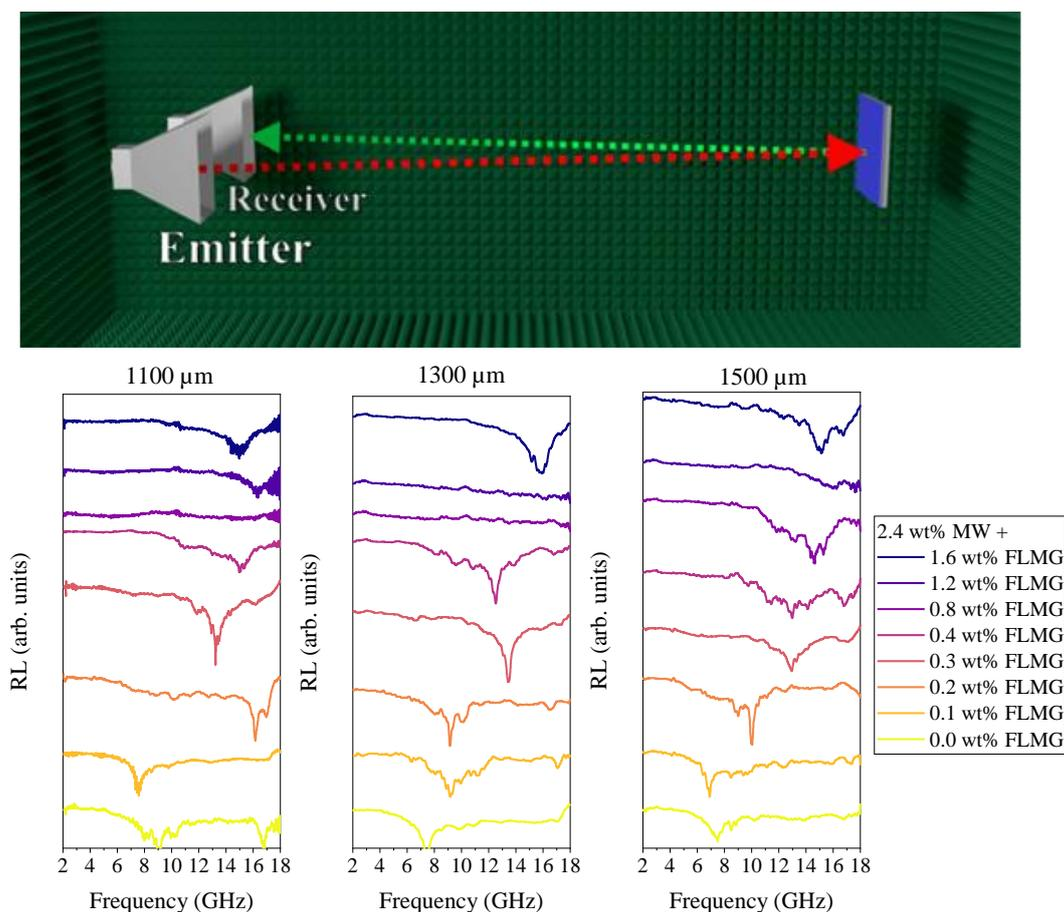 Receiver
Emitter
1100 µm
1300 µm
1500 µm
RL (arb. units)
2 4 6 8 10 12 14 16 18
Frequency (GHz)
RL (arb. units)
2 4 6 8 10 12 14 16 18
Frequency (GHz)
RL (arb. units)
2 4 6 8 10 12 14 16 18
Frequency (GHz)
2.4 wt% MW +
1.6 wt% FLMG
1.2 wt% FLMG
0.8 wt% FLMG
0.4 wt% FLMG
0.3 wt% FLMG
0.2 wt% FLMG
0.1 wt% FLMG
0.0 wt% FLMG